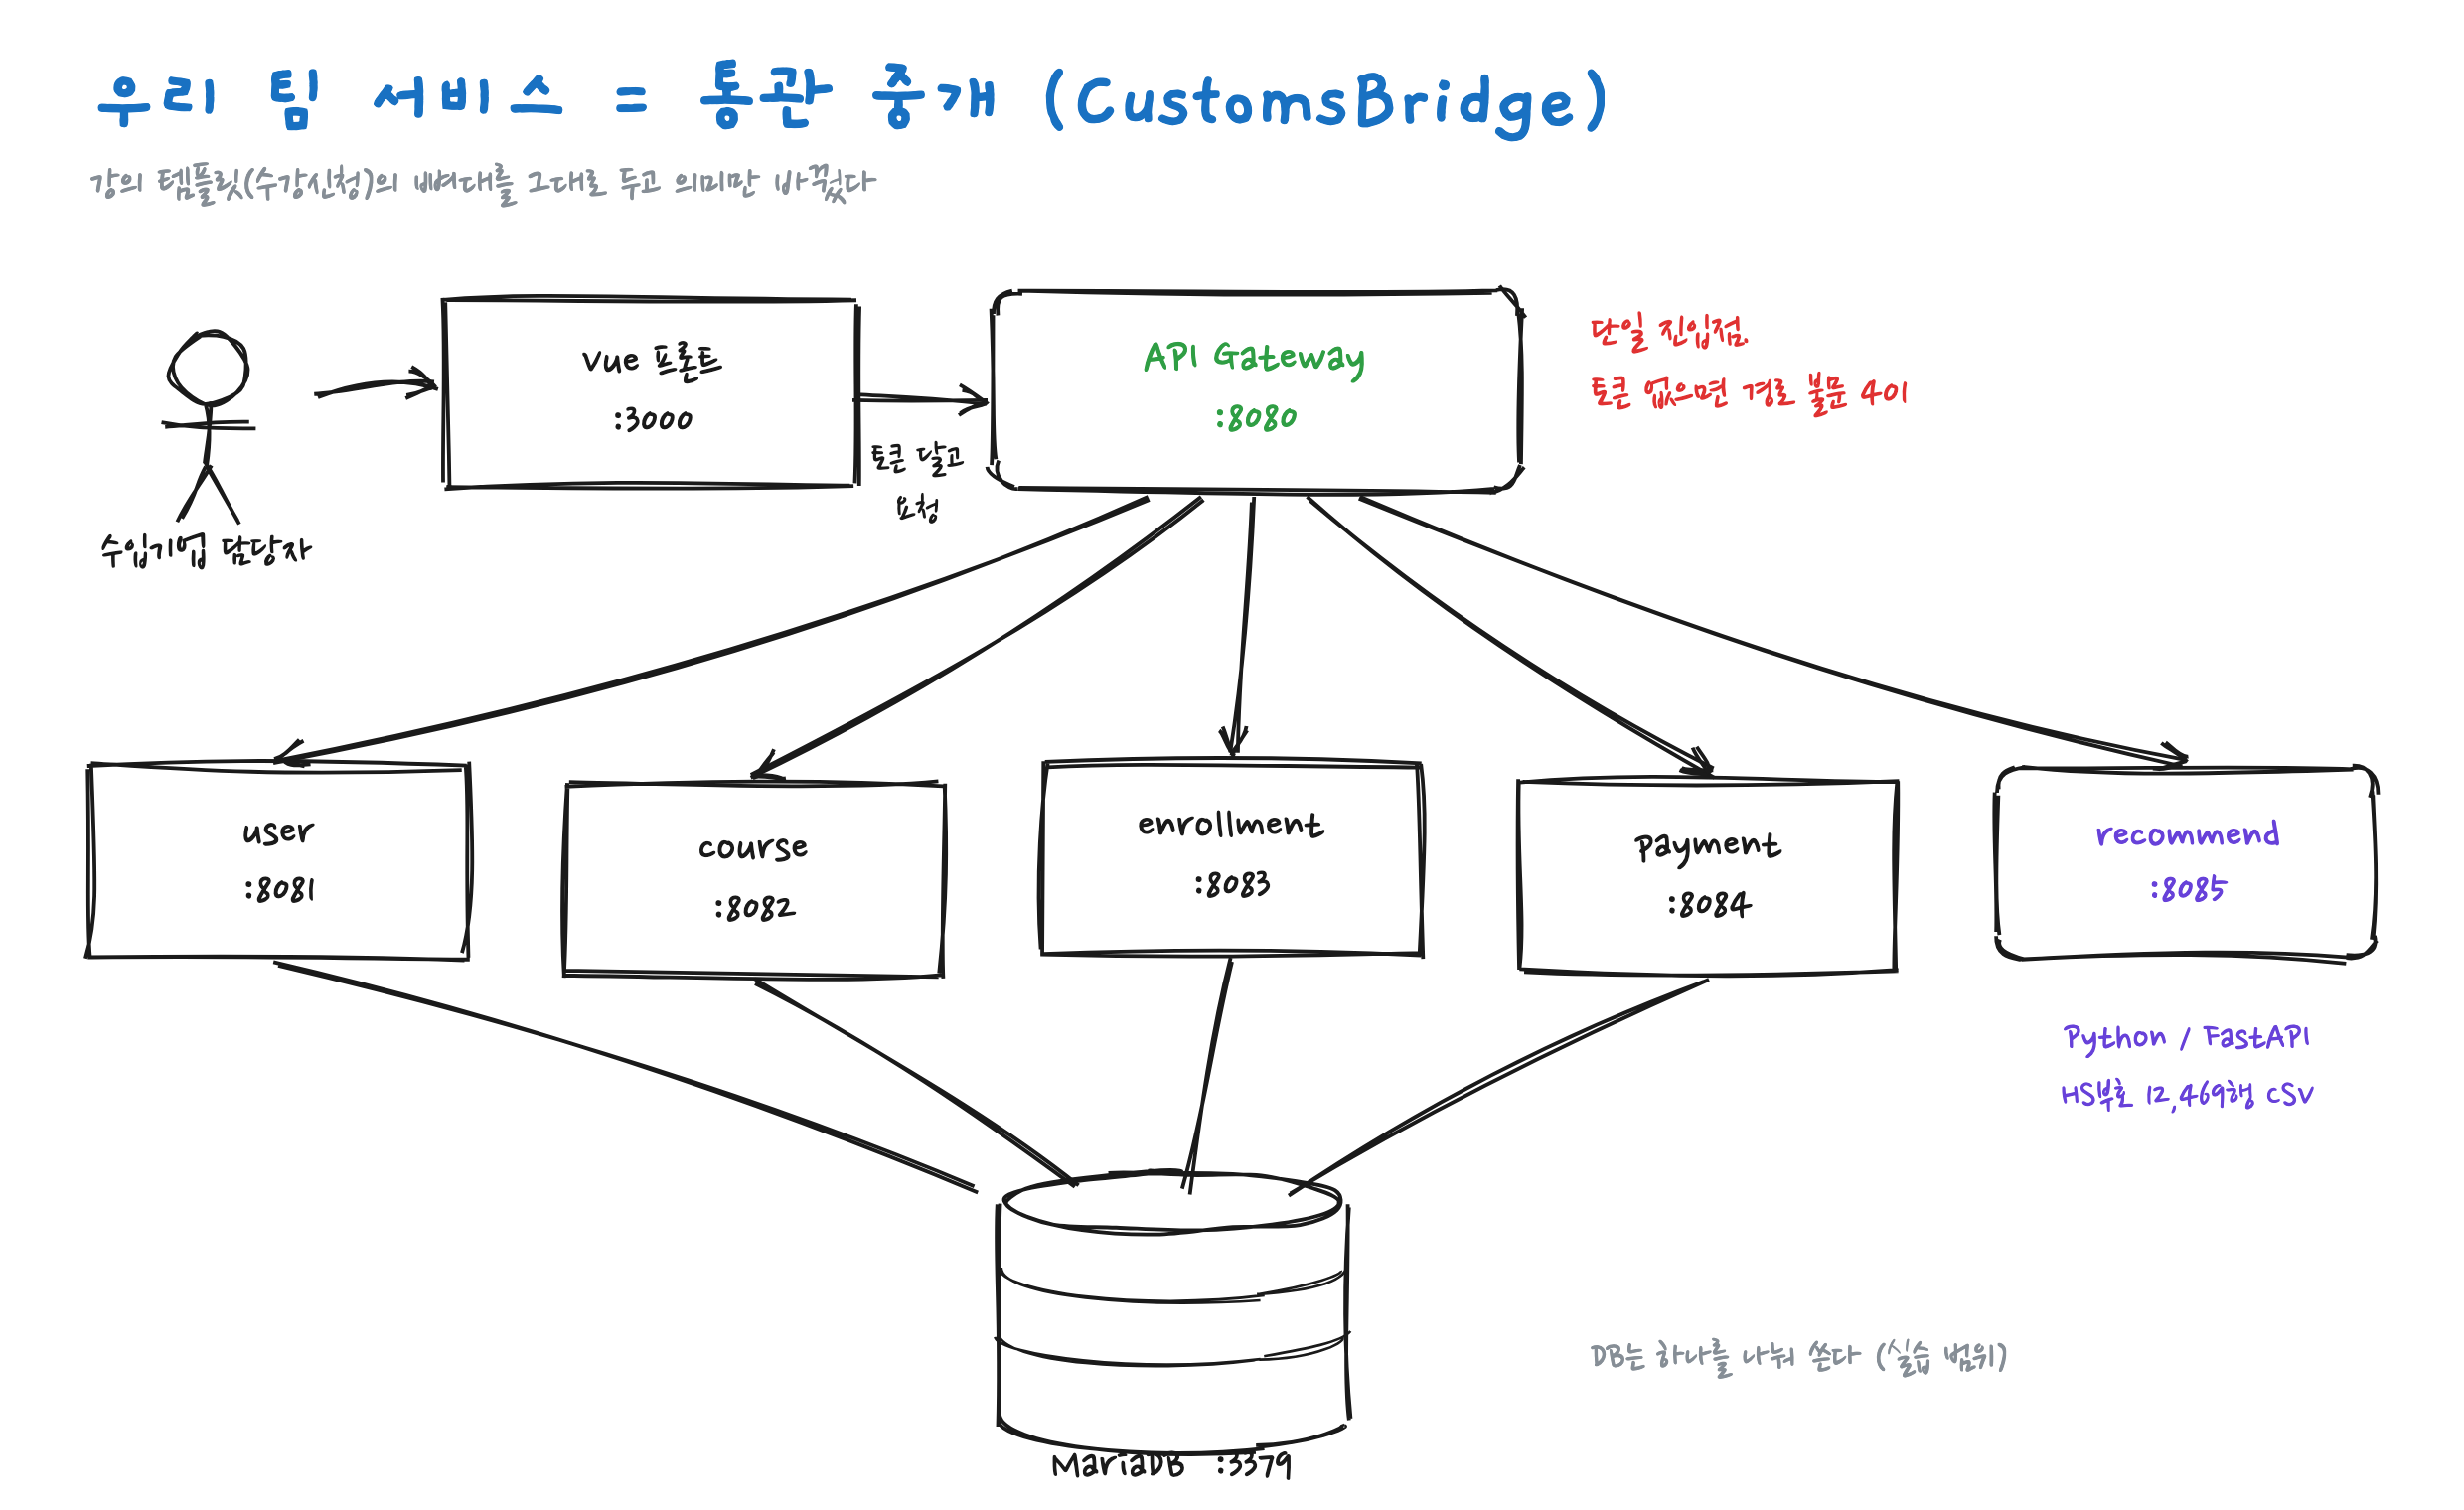 우리 팀 서비스 = 통관 중개 (CustomsBridge)
강의 템플릿(수강신청)의 뼈대를 그대로 두고 의미만 바꿨다
Vue 프론트
:3000
API Gateway
:8080
단일 진입점.
토큰 없으면 경로 불문 401
토큰 달고
요청
수입기업 담당자
user
:8081
course
:8082
enrollment
:8083
payment
:8084
recommend
:8085
Python / FastAPI
HS부호 12,469행 CSV
DB는 하나를 나눠 쓴다 (실습 범위)
MariaDB :3379